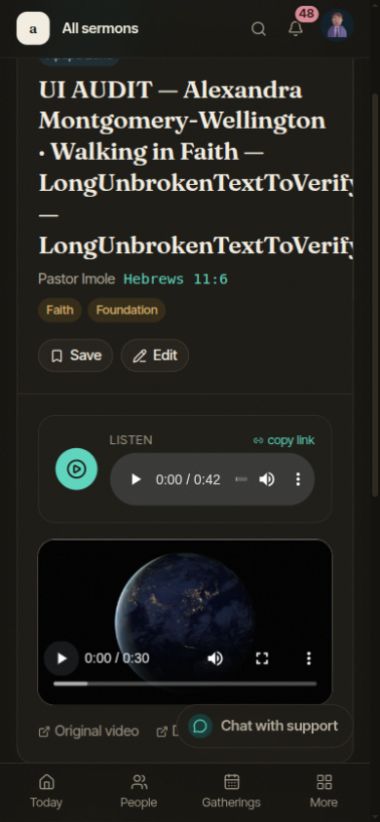 a All sermons 48
UI AUDIT — Alexandra
Montgomery-Wellington
· Walking in Faith —
LongUnbrokenTextToVerify
—
LongUnbrokenTextToVerify
Pastor Imole Hebrews 11:6
Faith Foundation
Save Edit
LISTEN copy link
0:00 / 0:42
0:00 / 0:30
Original video D
Chat with support
Today People Gatherings More